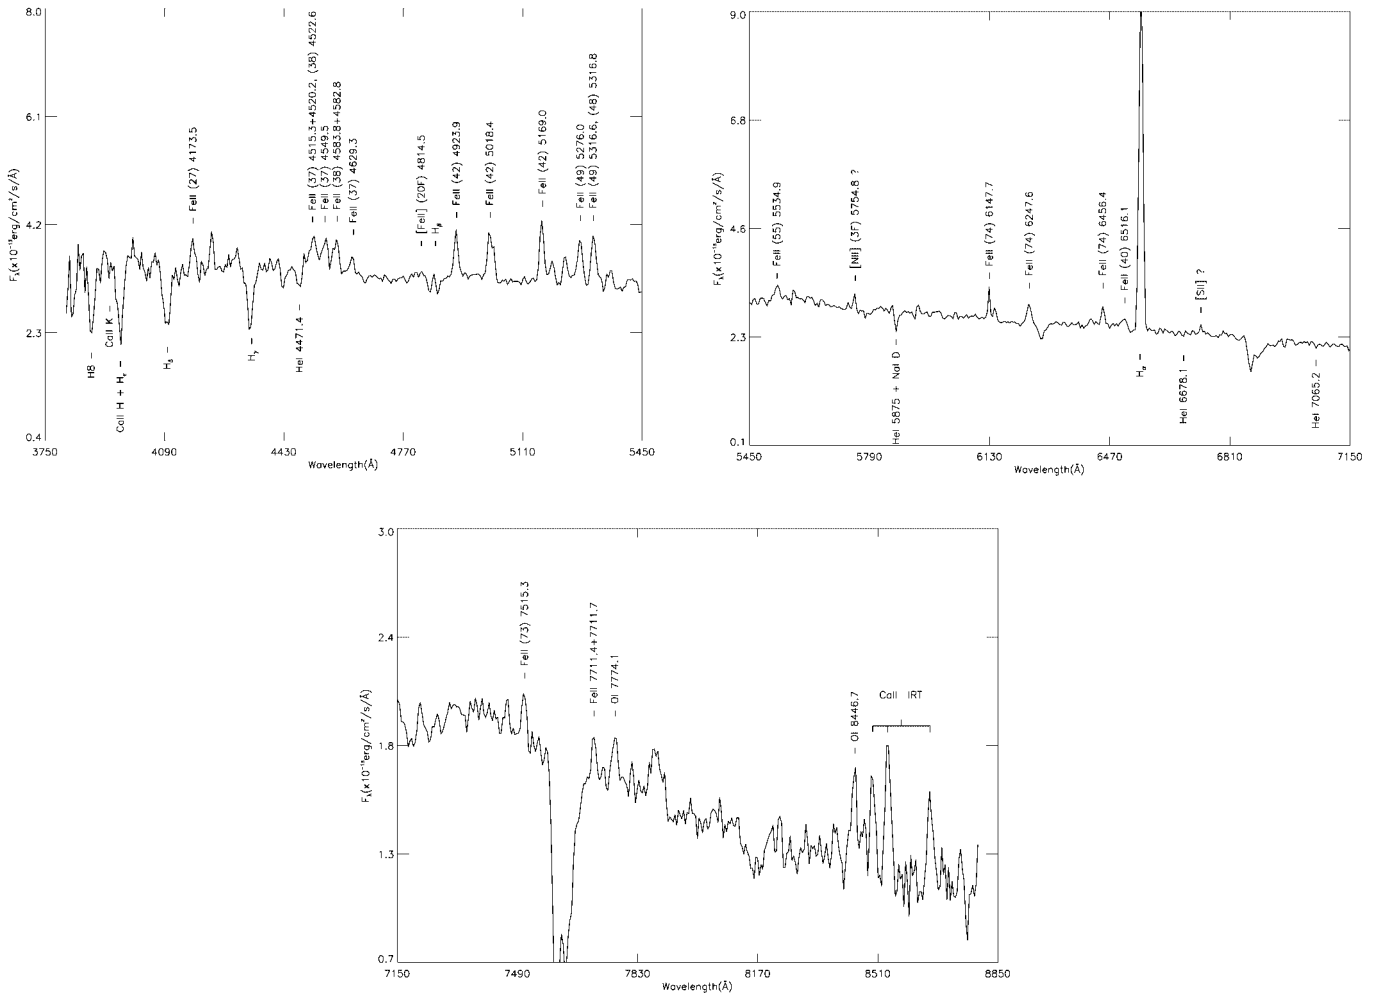 8.0
6.1
4.2
2.3
0.4
3750
4090
4430
4770
5110
5450
Wavelength(Å)
FeII (27) 4173.5
FeII (37) 4515.3+4520.2, (38) 4522.6
FeII (37) 4549.5
FeII (38) 4583.8+4582.8
FeII (37) 4629.3
[FeII] (20F) 4814.5
Hβ
FeII (42) 4923.9
FeII (42) 5018.4
FeII (42) 5169.0
FeII (49) 5276.0
FeII (49) 5316.6, (48) 5316.8
H8
CaII K
CaII H + Hε
Hδ
Hγ
HeI 4471.4
9.0
6.8
4.6
2.3
0.1
5450
5790
6130
6470
6810
7150
Wavelength(Å)
FeII (55) 5534.9
[NII] (3F) 5754.8 ?
HeI 5875 + NaI D
FeII (74) 6147.7
FeII (74) 6247.6
FeII (74) 6456.4
FeII (40) 6516.1
Hα
[SII] ?
HeI 6678.1
HeI 7065.2
3.0
2.4
1.8
1.3
0.7
7150
7490
7830
8170
8510
8850
Wavelength(Å)
FeII (73) 7515.3
FeII 7711.4+7711.7
OI 7774.1
OI 8446.7
CaII IRT